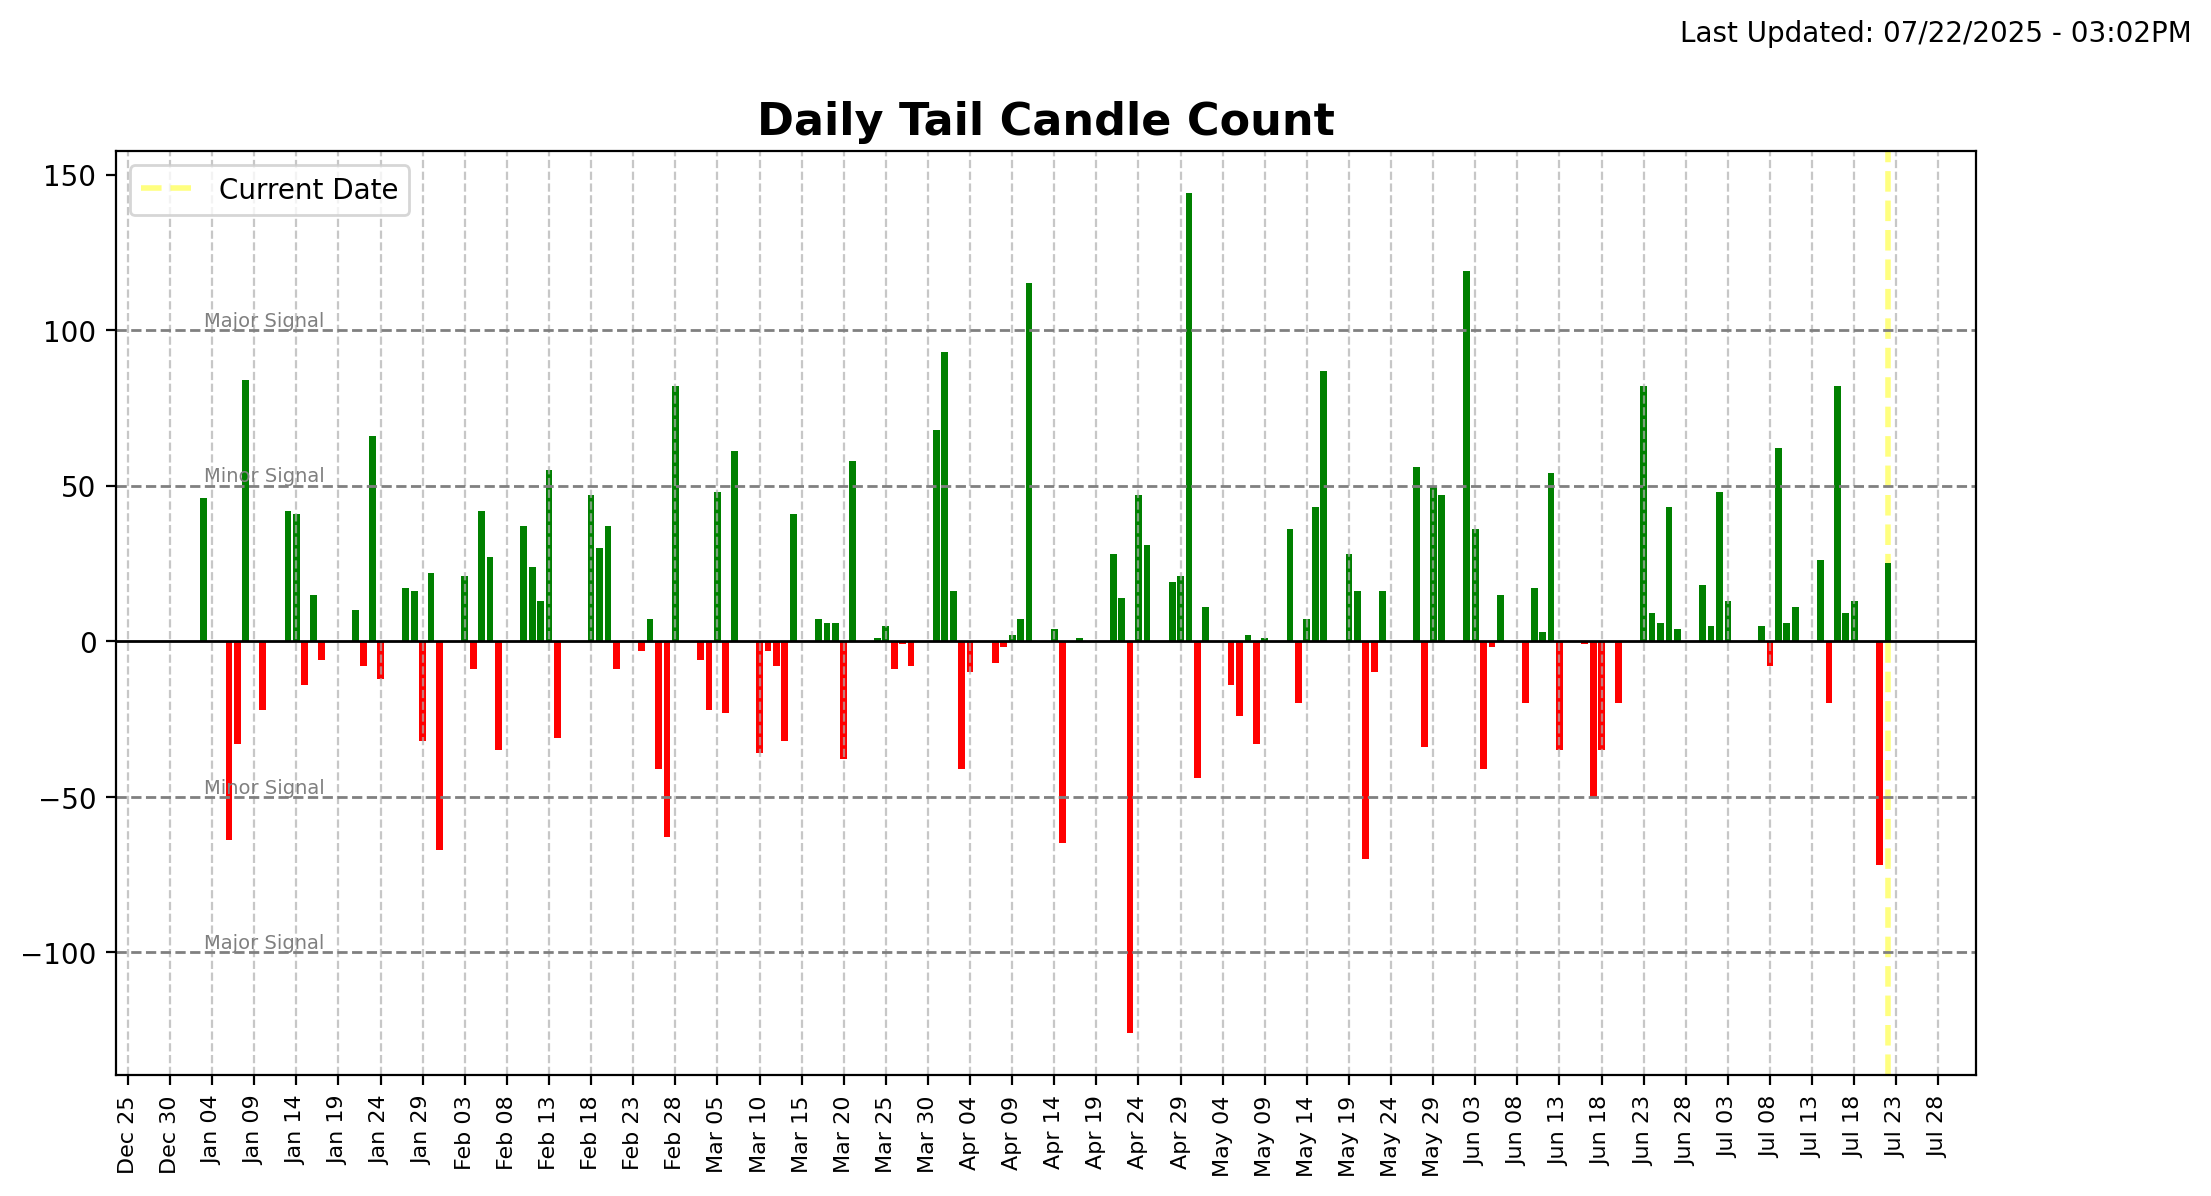 Last Updated: 07/22/2025 - 03:02PM
Daily Tail Candle Count
Current Date
150
100
50
0
−50
−100
Major Signal
Minor Signal
Minor Signal
Major Signal
Dec 25
Dec 30
Jan 04
Jan 09
Jan 14
Jan 19
Jan 24
Jan 29
Feb 03
Feb 08
Feb 13
Feb 18
Feb 23
Feb 28
Mar 05
Mar 10
Mar 15
Mar 20
Mar 25
Mar 30
Apr 04
Apr 09
Apr 14
Apr 19
Apr 24
Apr 29
May 04
May 09
May 14
May 19
May 24
May 29
Jun 03
Jun 08
Jun 13
Jun 18
Jun 23
Jun 28
Jul 03
Jul 08
Jul 13
Jul 18
Jul 23
Jul 28